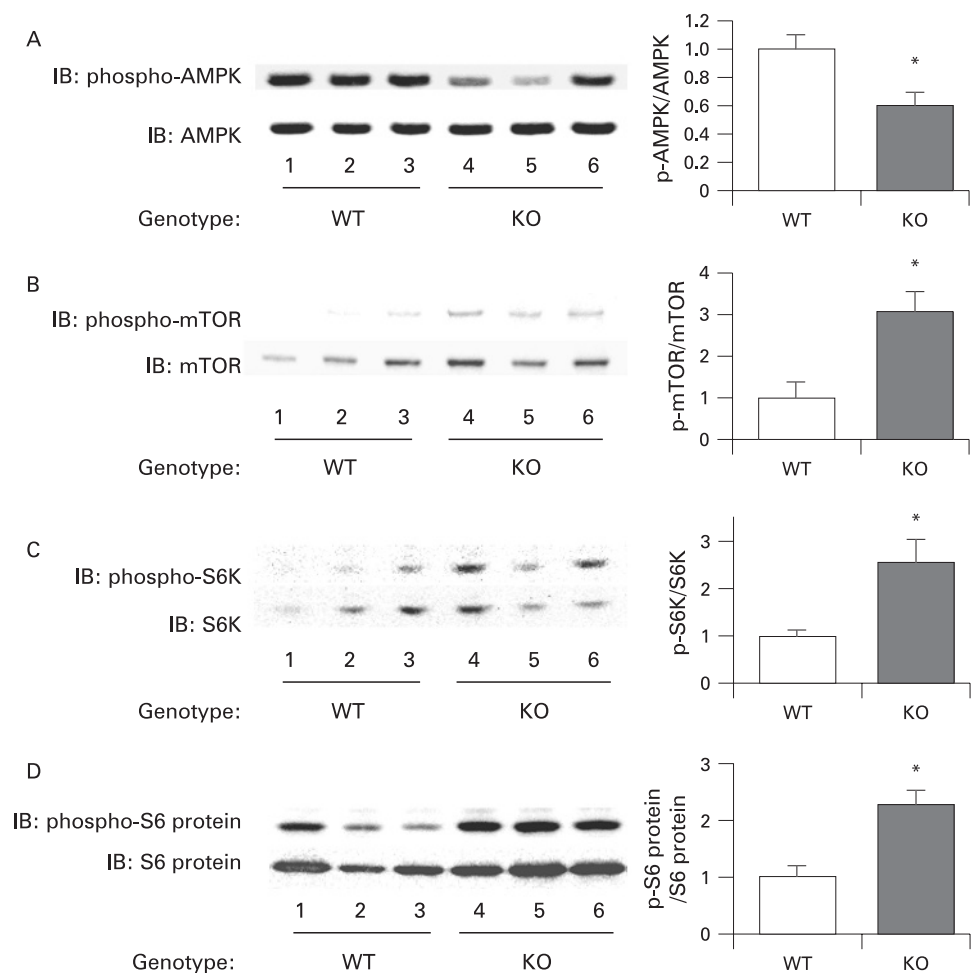 A
IB: phospho-AMPK
IB: AMPK
1 2 3 4 5 6
Genotype: WT KO
p-AMPK/AMPK
1.2
1.0
0.8
0.6
0.4
0.2
0
*
WT KO
B
IB: phospho-mTOR
IB: mTOR
1 2 3 4 5 6
Genotype: WT KO
p-mTOR/mTOR
4
3
2
1
0
*
WT KO
C
IB: phospho-S6K
IB: S6K
1 2 3 4 5 6
Genotype: WT KO
p-S6K/S6K
3
2
1
0
*
WT KO
D
IB: phospho-S6 protein
IB: S6 protein
1 2 3 4 5 6
Genotype: WT KO
p-S6 protein
/S6 protein
3
2
1
0
*
WT KO